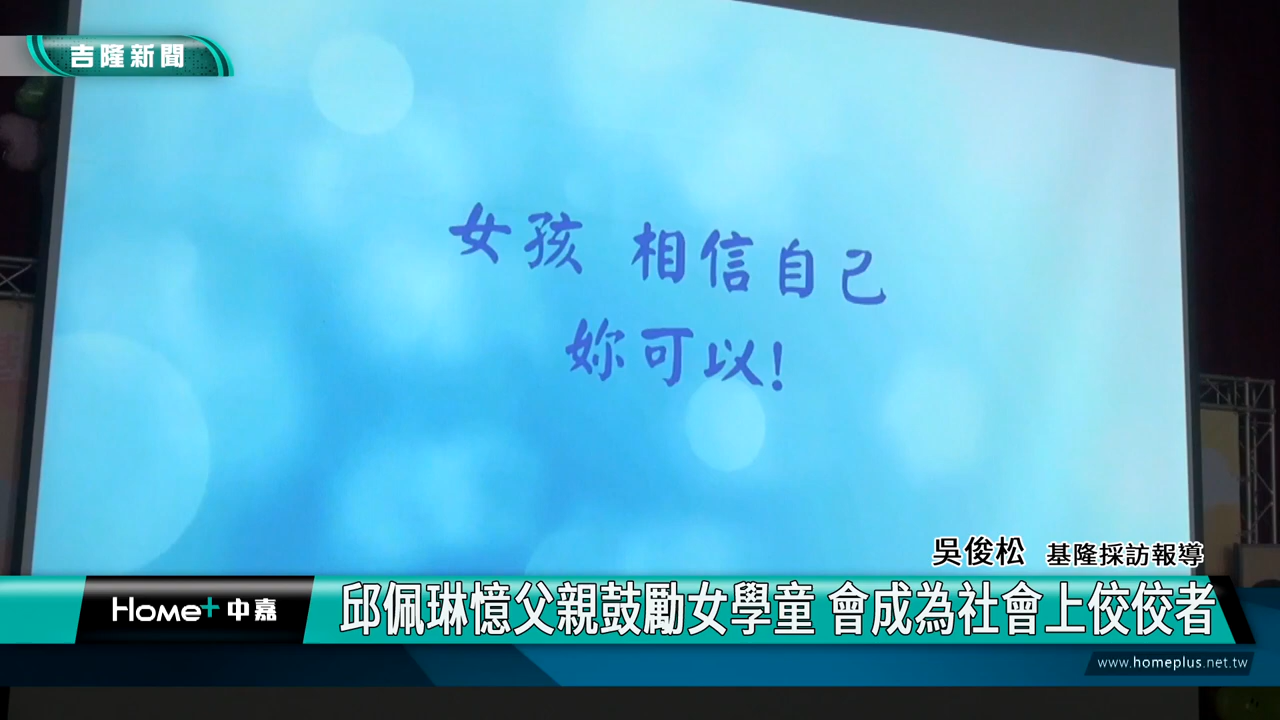 吉隆新聞
女孩 相信自己
妳可以!
吳俊松 基隆採訪報導
Home+ 中嘉
邱佩琳憶父親鼓勵女學童 會成為社會上佼佼者
www.homeplus.net.tw